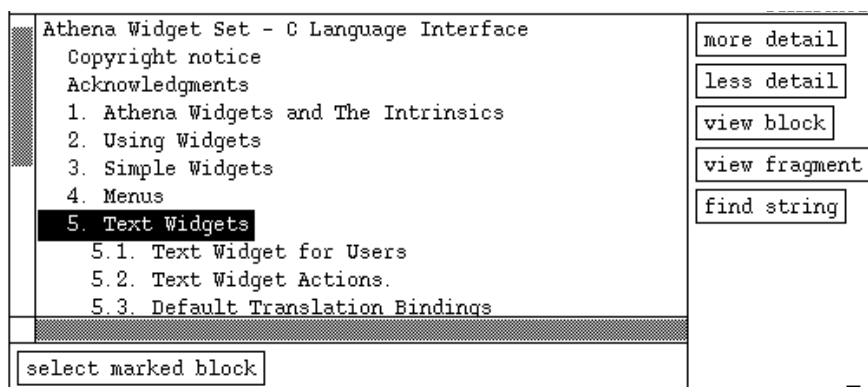 Athena Widget Set - C Language Interface
Copyright notice
Acknowledgments
1. Athena Widgets and The Intrinsics
2. Using Widgets
3. Simple Widgets
4. Menus
5. Text Widgets
5.1. Text Widget for Users
5.2. Text Widget Actions.
5.3. Default Translation Bindings
select marked block
more detail
less detail
view block
view fragment
find string